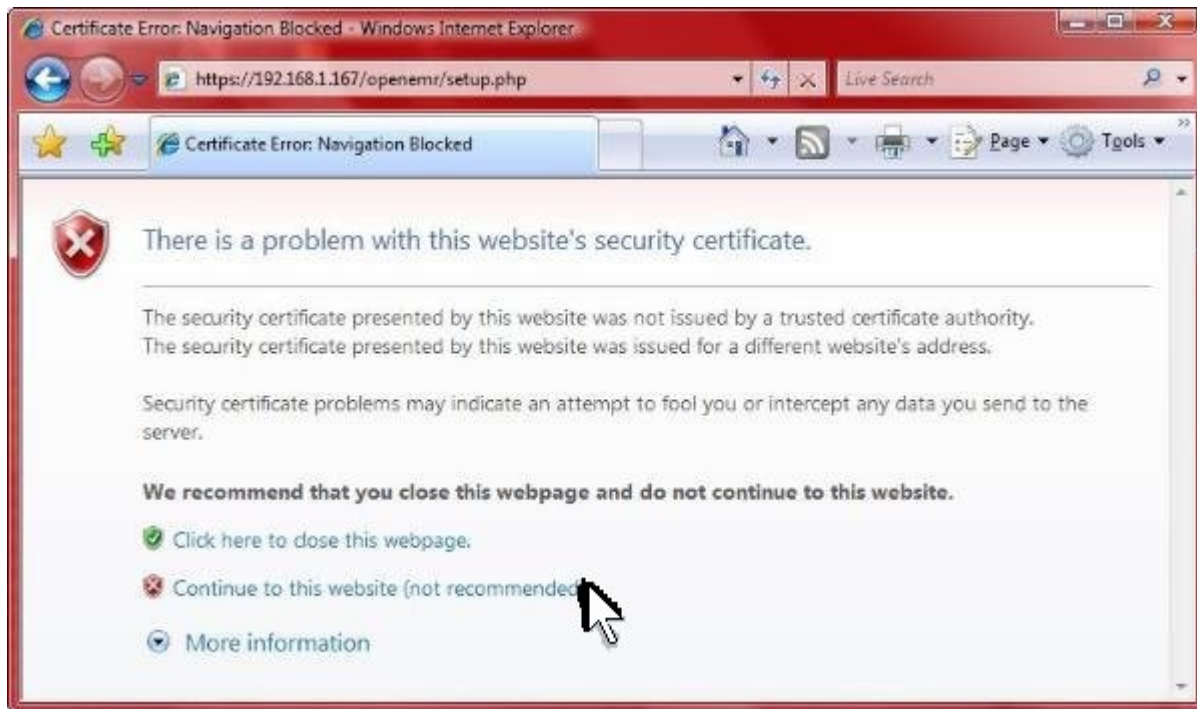 Certificate Error: Navigation Blocked - Windows Internet Explorer
https://192.168.1.167/openemr/setup.php
Live Search
Certificate Error: Navigation Blocked
Page
Tools
There is a problem with this website's security certificate.
The security certificate presented by this website was not issued by a trusted certificate authority.
The security certificate presented by this website was issued for a different website's address.
Security certificate problems may indicate an attempt to fool you or intercept any data you send to the
server.
We recommend that you close this webpage and do not continue to this website.
Click here to close this webpage.
Continue to this website (not recommended
More information